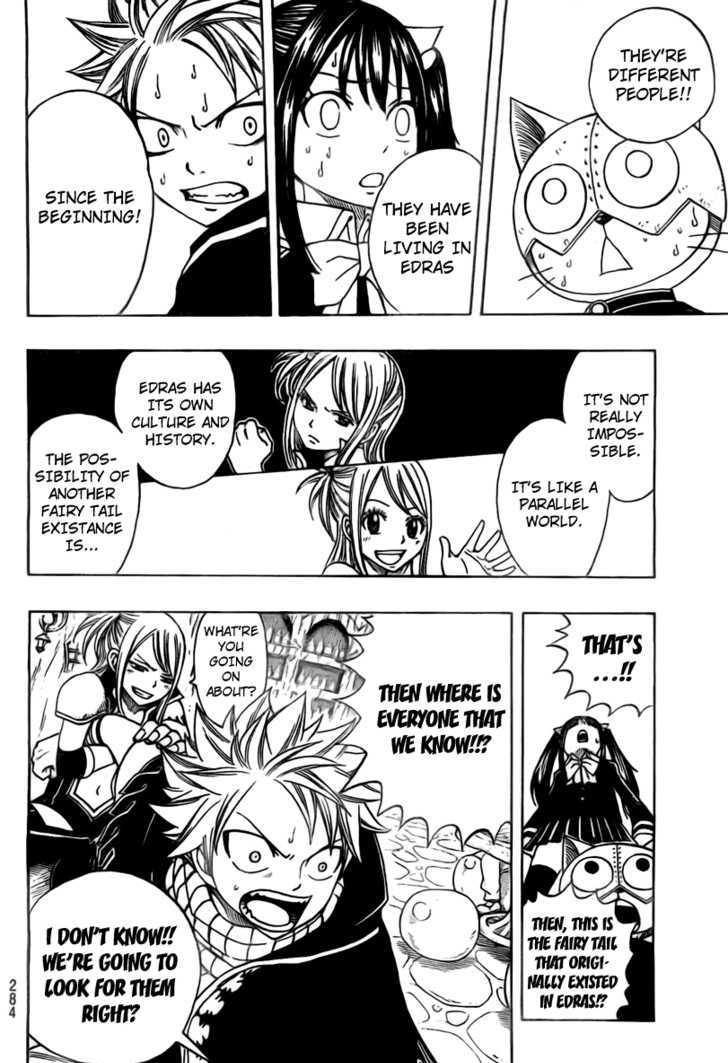 THEY'RE
DIFFERENT
PEOPLE!!
THEY HAVE
BEEN
LIVING IN
EDRAS
SINCE THE
BEGINNING!
IT'S NOT
REALLY
IMPOS-
SIBLE.
IT'S LIKE A
PARALLEL
WORLD.
EDRAS HAS
ITS OWN
CULTURE AND
HISTORY.
THE POS-
SIBILITY OF
ANOTHER
FAIRY TAIL
EXISTANCE
IS...
THAT'S
...!!
THEN, THIS IS
THE FAIRY TAIL
THAT ORIGI-
NALLY EXISTED
IN EDRAS!?
THEN WHERE IS
EVERYONE THAT
WE KNOW!!?
WHAT'RE
YOU
GOING
ON
ABOUT?
I DON'T KNOW!!
WE'RE GOING TO
LOOK FOR THEM
RIGHT?
284